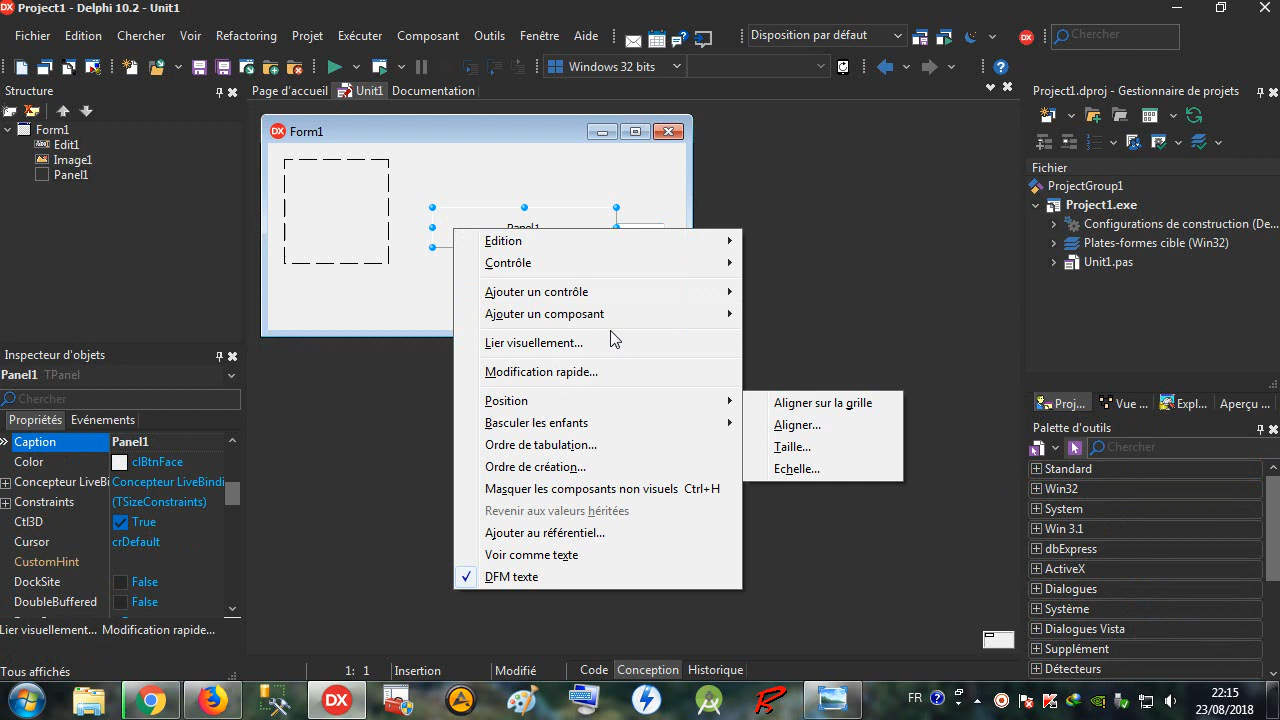 Project1 - Delphi 10.2 - Unit1
Fichier Edition Chercher Voir Refactoring Projet Exécuter Composant Outils Fenêtre Aide
Disposition par défaut
Chercher
Windows 32 bits
Structure
Form1
Edit1
Image1
Panel1
Page d'accueil Unit1 Documentation
Form1
Panel1
Edition
Contrôle
Ajouter un contrôle
Ajouter un composant
Lier visuellement...
Modification rapide...
Position
Basculer les enfants
Ordre de tabulation...
Ordre de création...
Masquer les composants non visuels Ctrl+H
Revenir aux valeurs héritées
Ajouter au référentiel...
Voir comme texte
DFM texte
Aligner sur la grille
Aligner...
Taille...
Echelle...
Inspecteur d'objets
Panel1 TPanel
Chercher
Propriétés Evénements
Caption Panel1
Color clBtnFace
Concepteur LiveBi Concepteur LiveBindi
Constraints (TSizeConstraints)
Ctl3D True
Cursor crDefault
CustomHint
DockSite False
DoubleBuffered False
Lier visuellement... Modification rapide...
Tous affichés
1: 1 Insertion Modifié Code Conception Historique
Project1.dproj - Gestionnaire de projets
Fichier
ProjectGroup1
Project1.exe
Configurations de construction (De...
Plates-formes cible (Win32)
Unit1.pas
Proj... Vue ... Expl... Aperçu ...
Palette d'outils
Chercher
Standard
Win32
System
Win 3.1
dbExpress
ActiveX
Dialogues
Système
Dialogues Vista
Supplément
Détecteurs
FR
22:15
23/08/2018